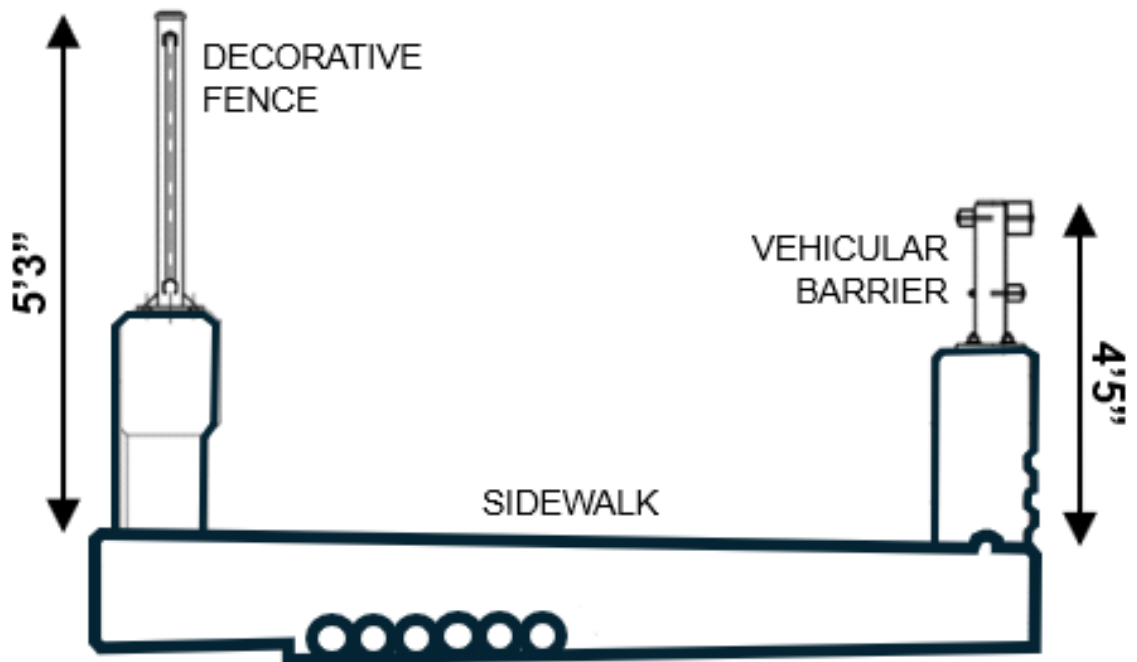 DECORATIVE
FENCE
5'3”
VEHICULAR
BARRIER
4'5”
SIDEWALK